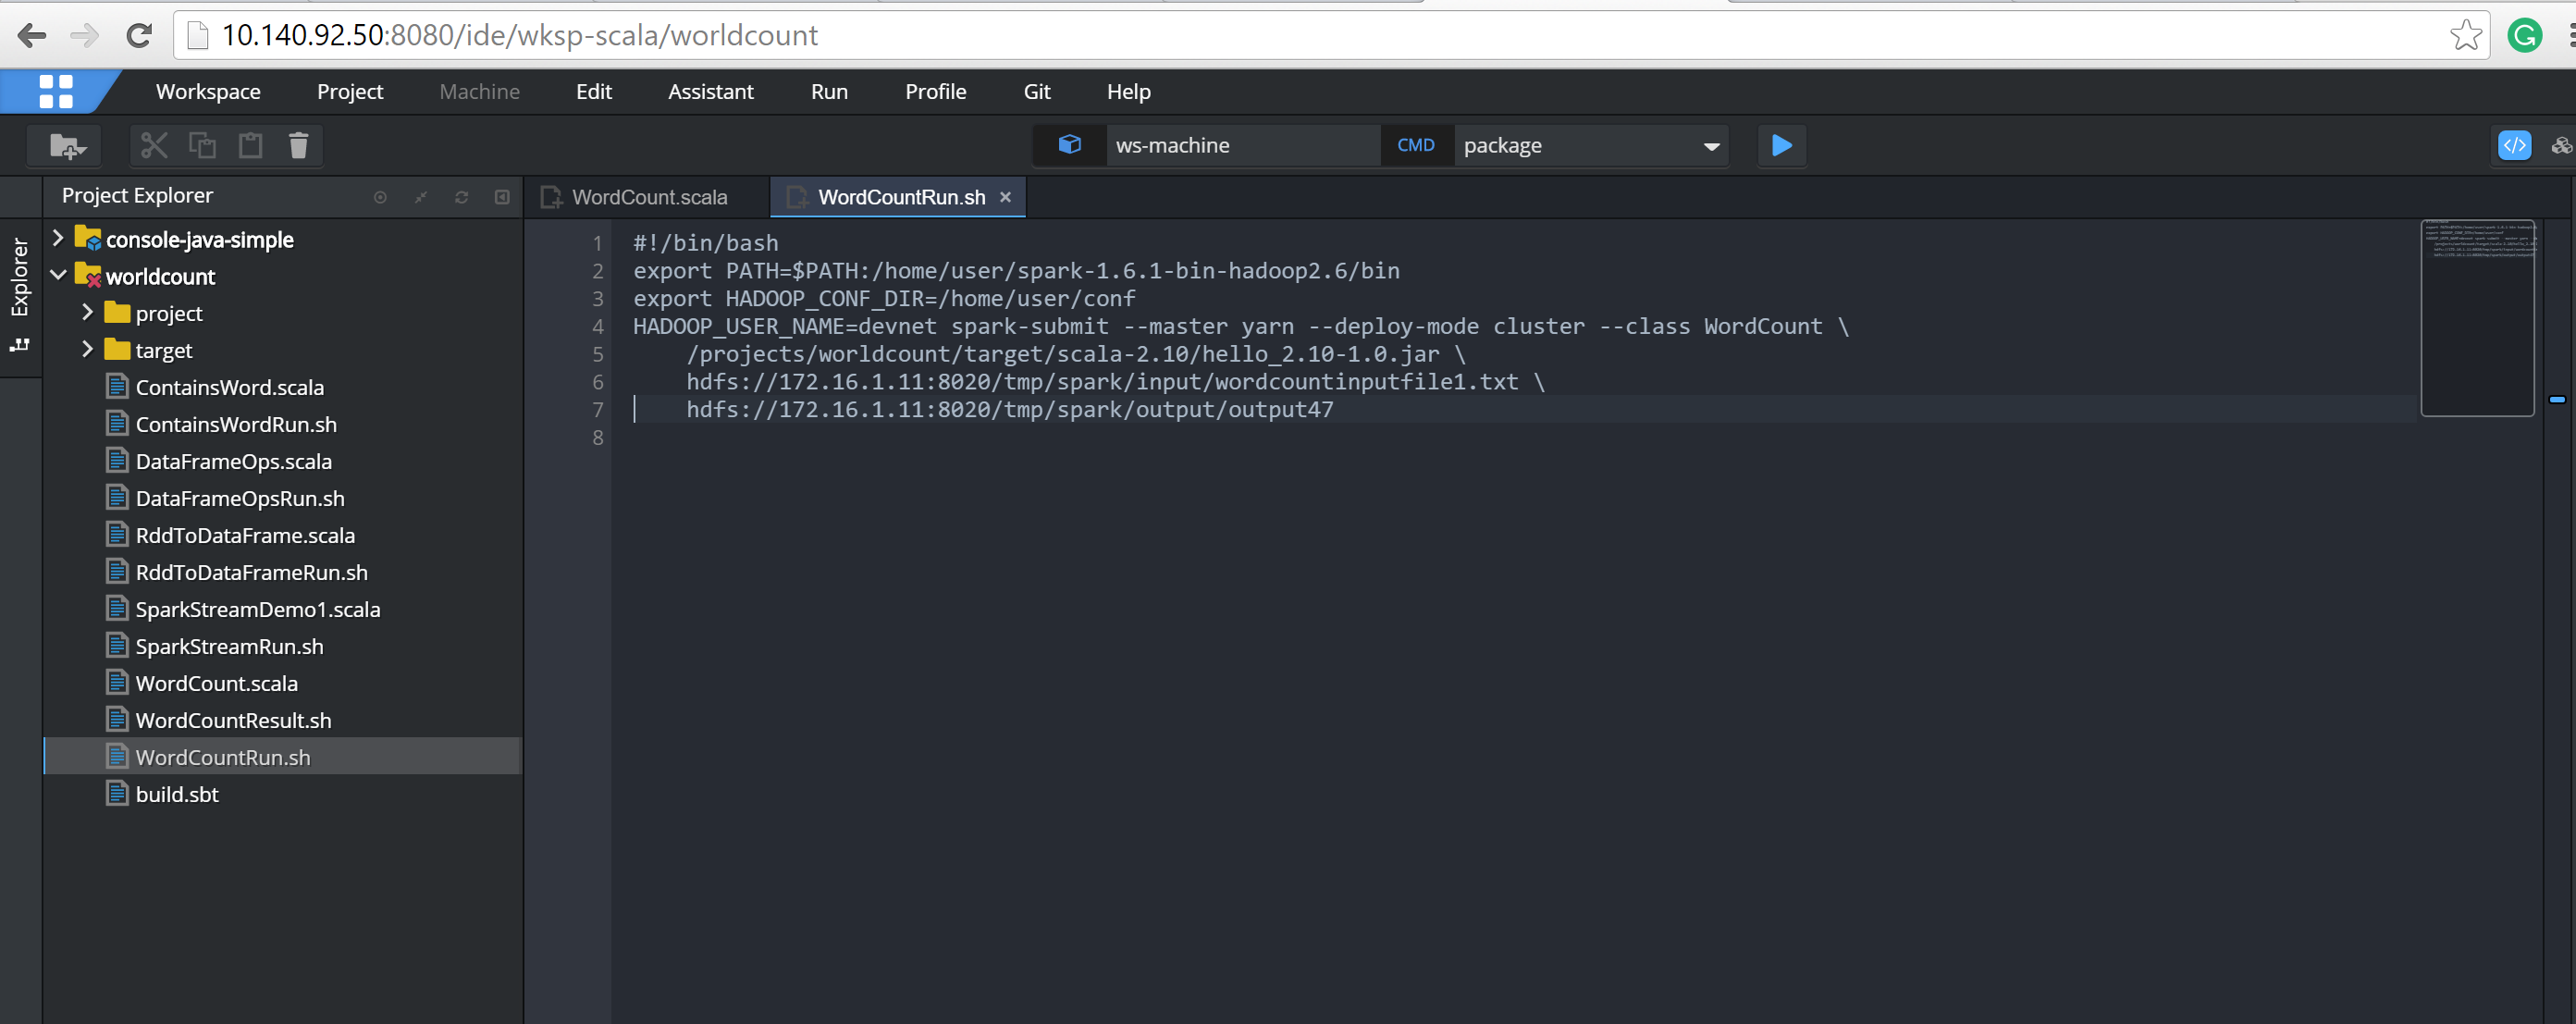 10.140.92.50:8080/ide/wksp-scala/worldcount
Workspace Project Machine Edit Assistant Run Profile Git Help
ws-machine CMD package
Project Explorer
WordCount.scala WordCountRun.sh
Explorer
console-java-simple
worldcount
project
target
ContainsWord.scala
ContainsWordRun.sh
DataFrameOps.scala
DataFrameOpsRun.sh
RddToDataFrame.scala
RddToDataFrameRun.sh
SparkStreamDemo1.scala
SparkStreamRun.sh
WordCount.scala
WordCountResult.sh
WordCountRun.sh
build.sbt
1 #!/bin/bash
2 export PATH=$PATH:/home/user/spark-1.6.1-bin-hadoop2.6/bin
3 export HADOOP_CONF_DIR=/home/user/conf
4 HADOOP_USER_NAME=devnet spark-submit --master yarn --deploy-mode cluster --class WordCount \
5 /projects/worldcount/target/scala-2.10/hello_2.10-1.0.jar \
6 hdfs://172.16.1.11:8020/tmp/spark/input/wordcountinputfile1.txt \
7 hdfs://172.16.1.11:8020/tmp/spark/output/output47
8